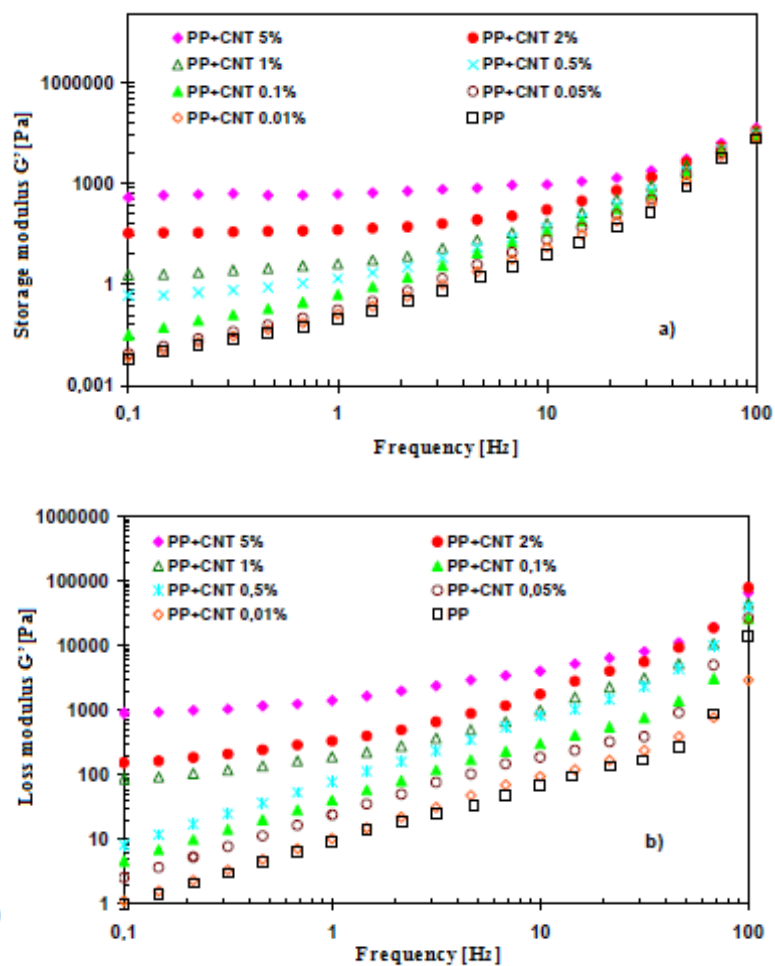 PP+CNT 5% PP+CNT 2%
PP+CNT 1% PP+CNT 0.5%
PP+CNT 0.1% PP+CNT 0.05%
PP+CNT 0.01% PP
Storage modulus G' [Pa]
1000000
1000
1
0,001
a)
0,1 1 10 100
Frequency [Hz]
PP+CNT 5% PP+CNT 2%
PP+CNT 1% PP+CNT 0,1%
PP+CNT 0,5% PP+CNT 0,05%
PP+CNT 0,01% PP
Loss modulus G' [Pa]
1000000
100000
10000
1000
100
10
1
b)
0,1 1 10 100
Frequency [Hz]